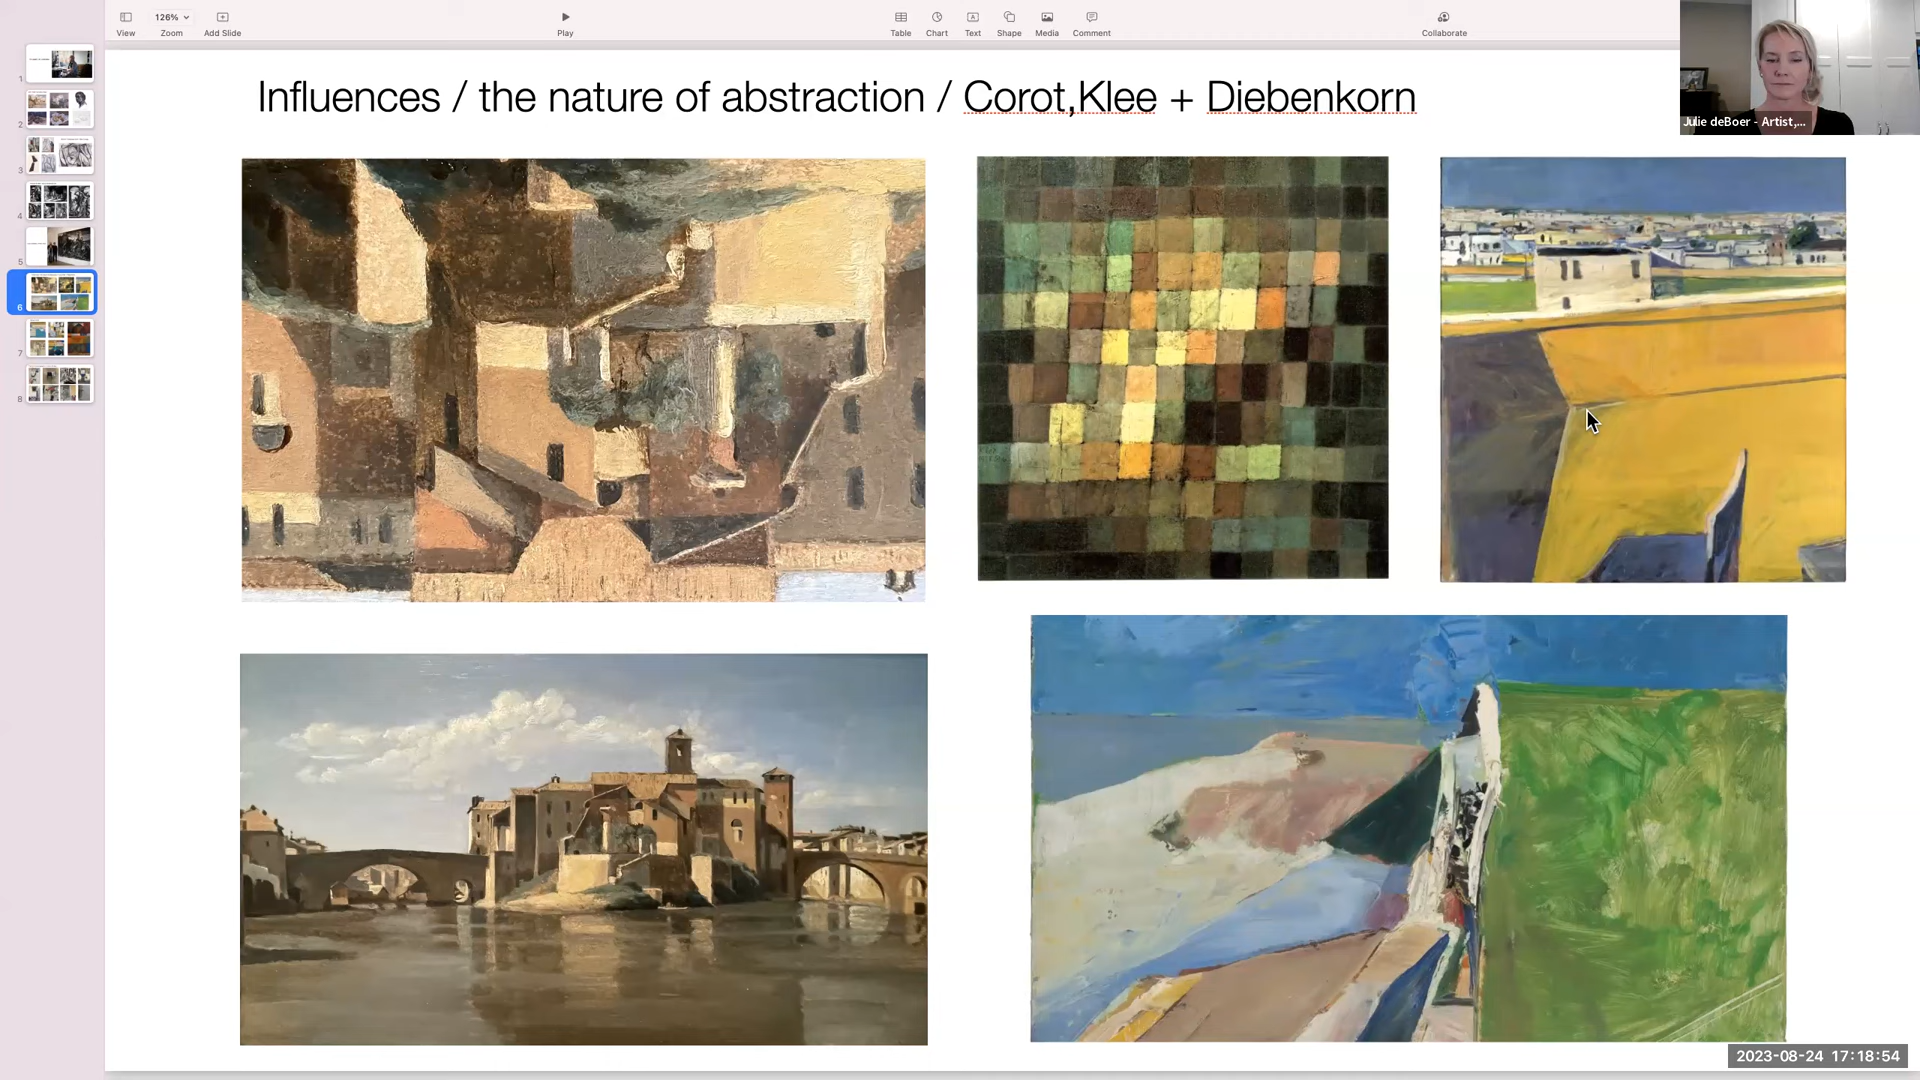 126%
View
Zoom
Add Slide
Play
Table
Chart
Text
Shape
Media
Comment
Collaborate
Influences / the nature of abstraction / Corot,Klee + Diebenkorn
Julie deBoer - Artist,...
1
2
3
4
5
6
7
8
2023-08-24 17:18:54